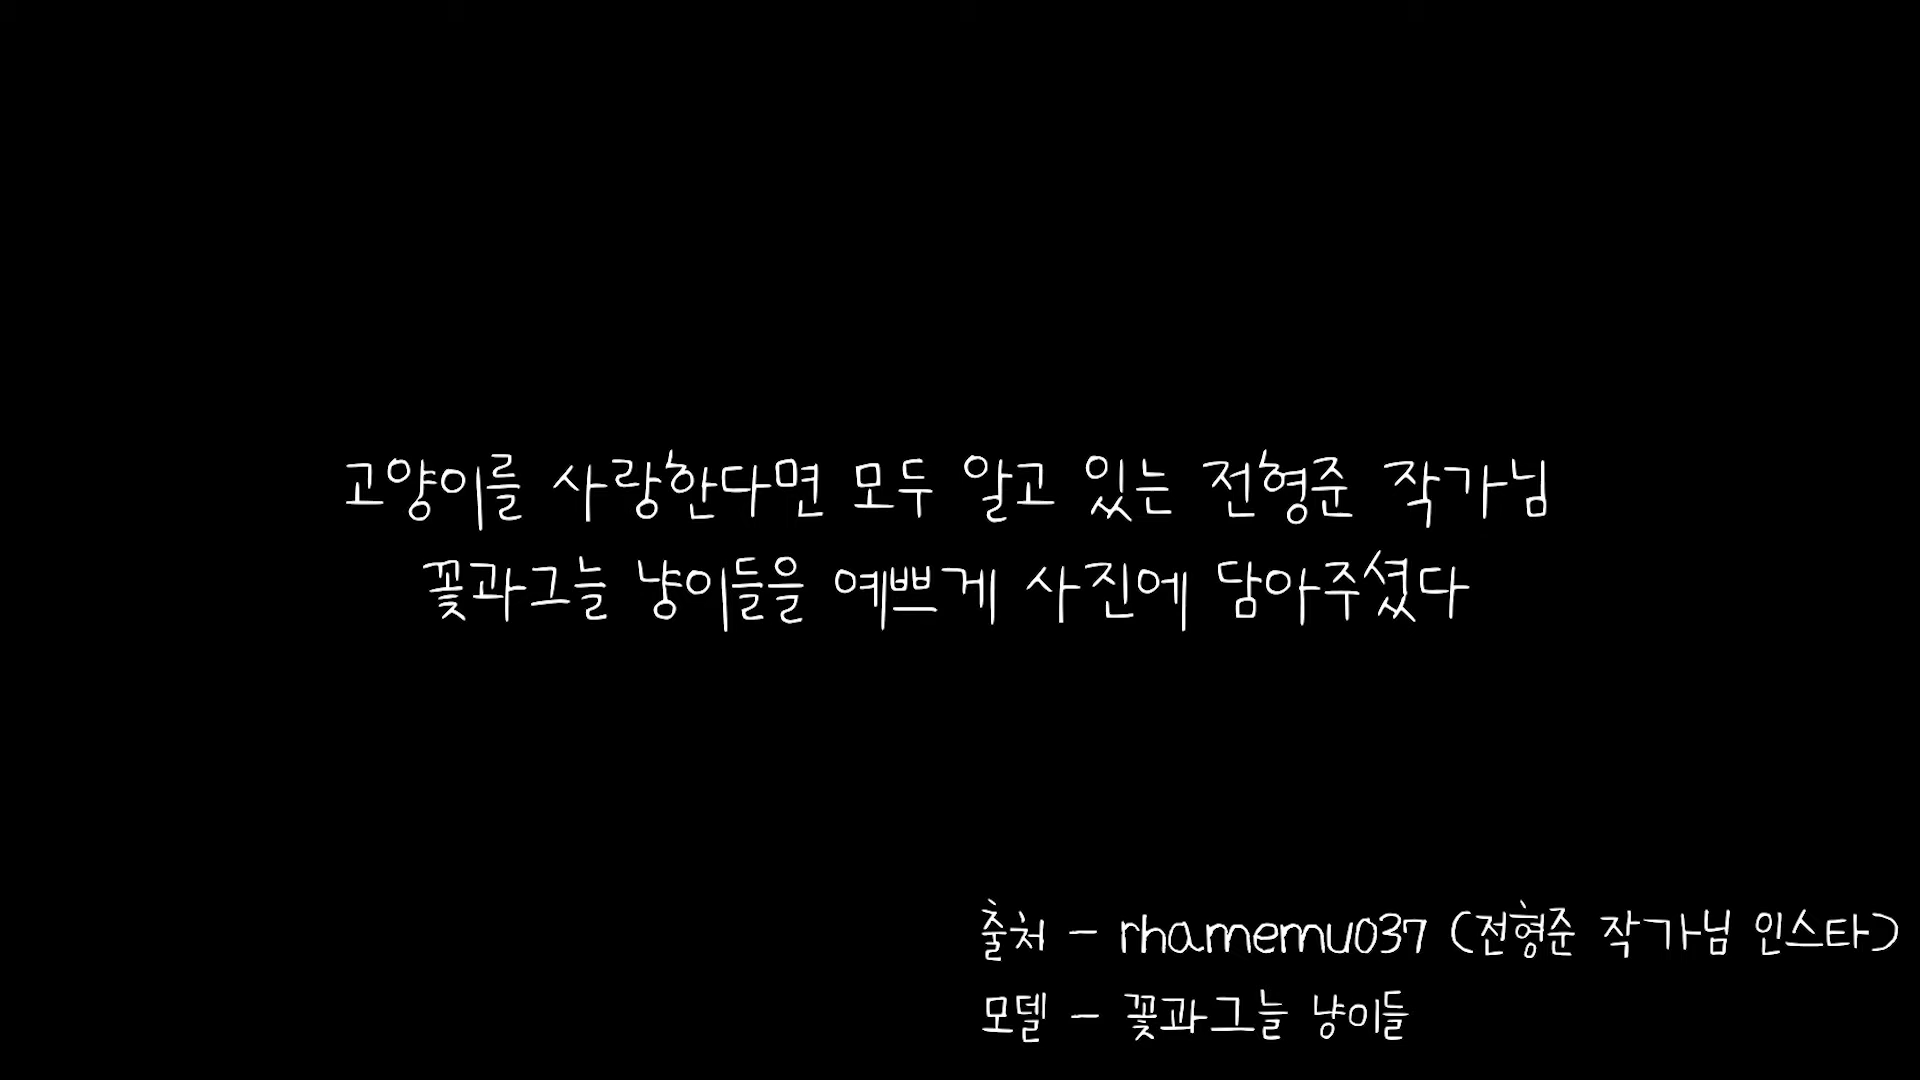 고양이를 사랑한다면 모두 알고 있는 전형준 작가님
꽃과그늘 냥이들을 예쁘게 사진에 담아주셨다
출처 - rhamemu037 (전형준 작가님 인스타)
모델 - 꽃과그늘 냥이들